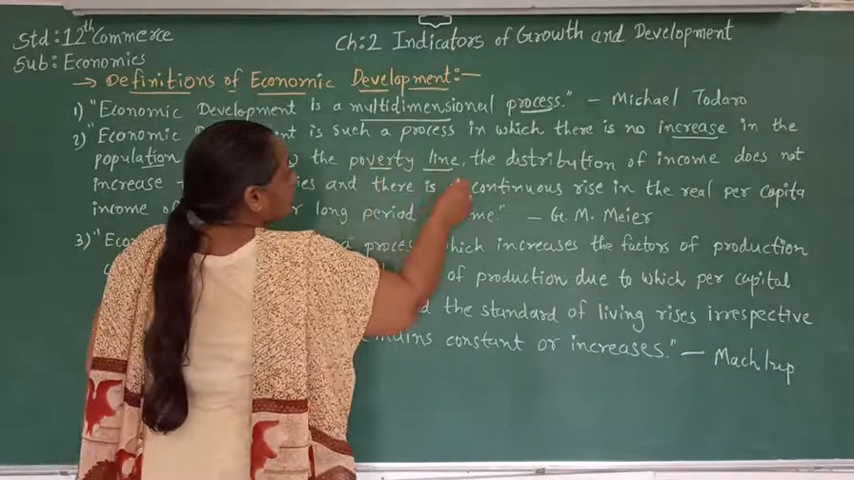 Std: 12th Commerce
Ch: 2 Indicators of Growth and Development
Sub: Economics
→ Definitions of Economic Development :-
1) "Economic Development is a multidimensional process." - Michael Todaro
2) "Economic ent is such a process in which there is no increase in the
population the poverty line, the distribution of income does not
increase ies and there is continuous rise in the real per capita
income long period me." - G. M. Meier
3) "Eco process which increases the factors of production
of production due to which per capital
d the standard of living rises irrespective
mains constant or increases." - Machlup